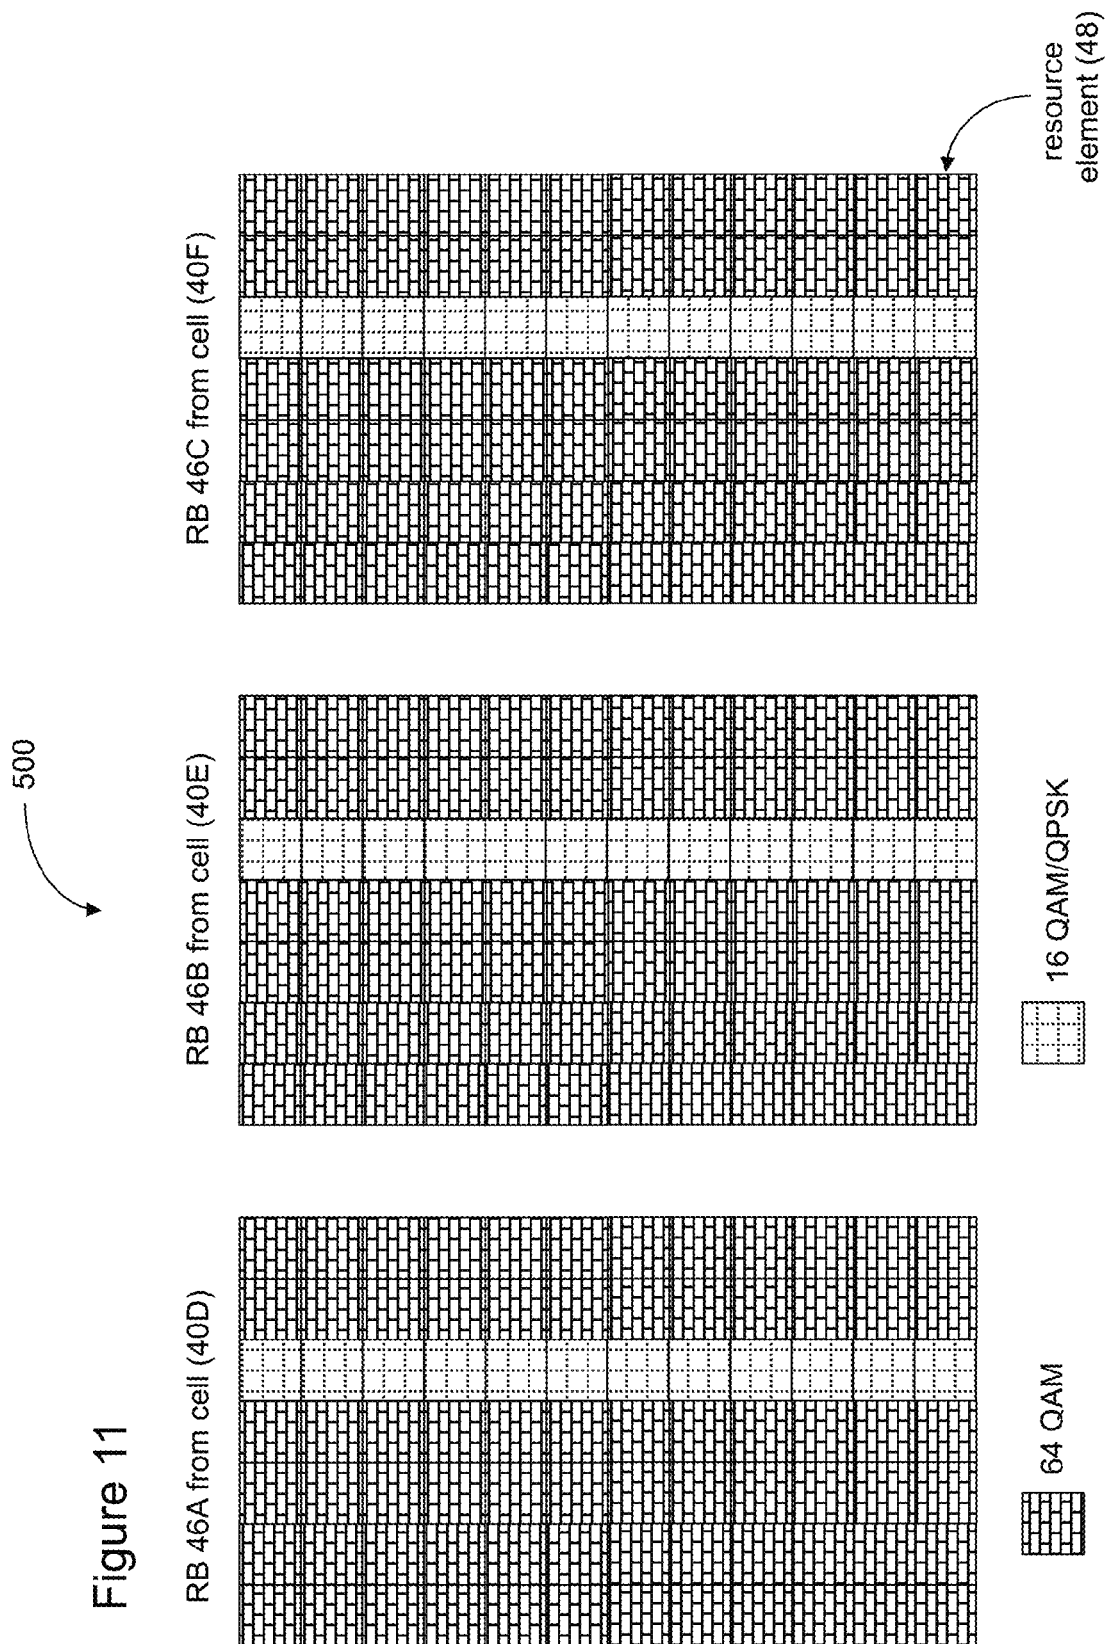 Figure 11
500
RB 46A from cell (40D)
RB 46B from cell (40E)
RB 46C from cell (40F)
resource
element (48)
64 QAM
16 QAM/QPSK